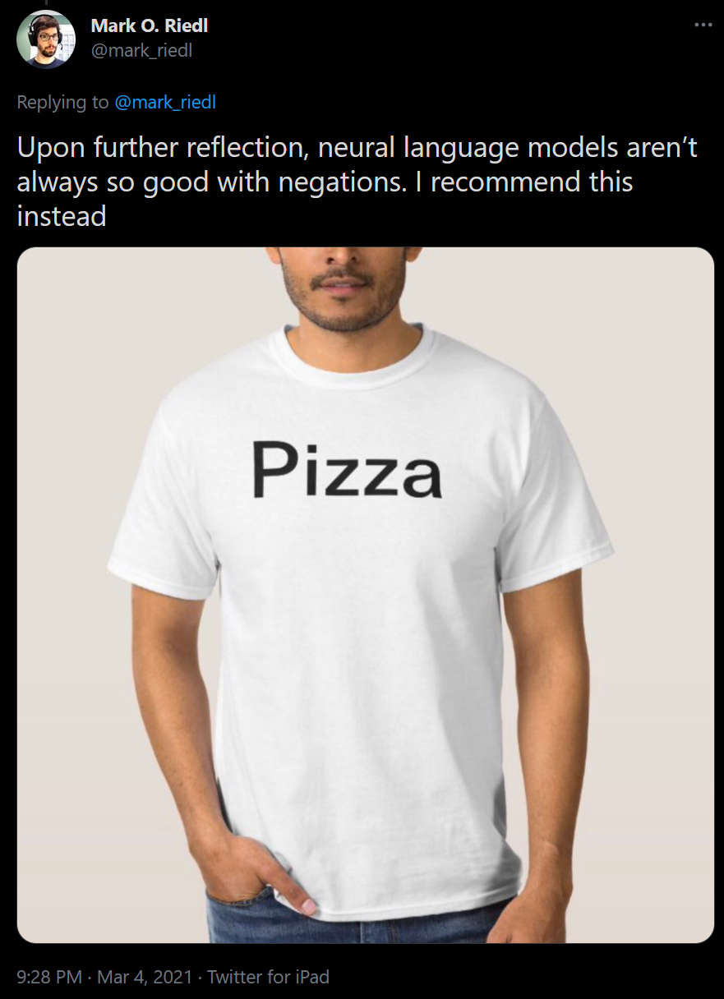 Mark O. Riedl
@mark_riedl
Replying to @mark_riedl
Upon further reflection, neural language models aren’t
always so good with negations. I recommend this
instead
Pizza
9:28 PM · Mar 4, 2021 · Twitter for iPad